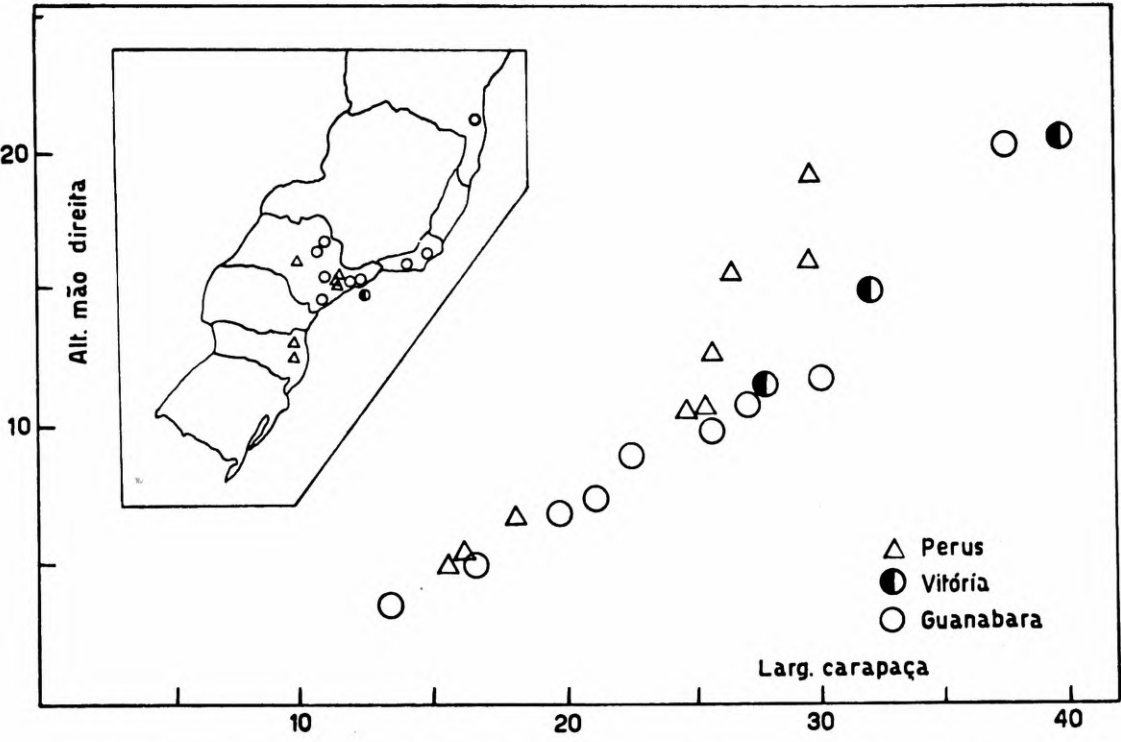 20
10
Alt. mão direita
Perus
Vitória
Guanabara
Larg. carapaça
10
20
30
40